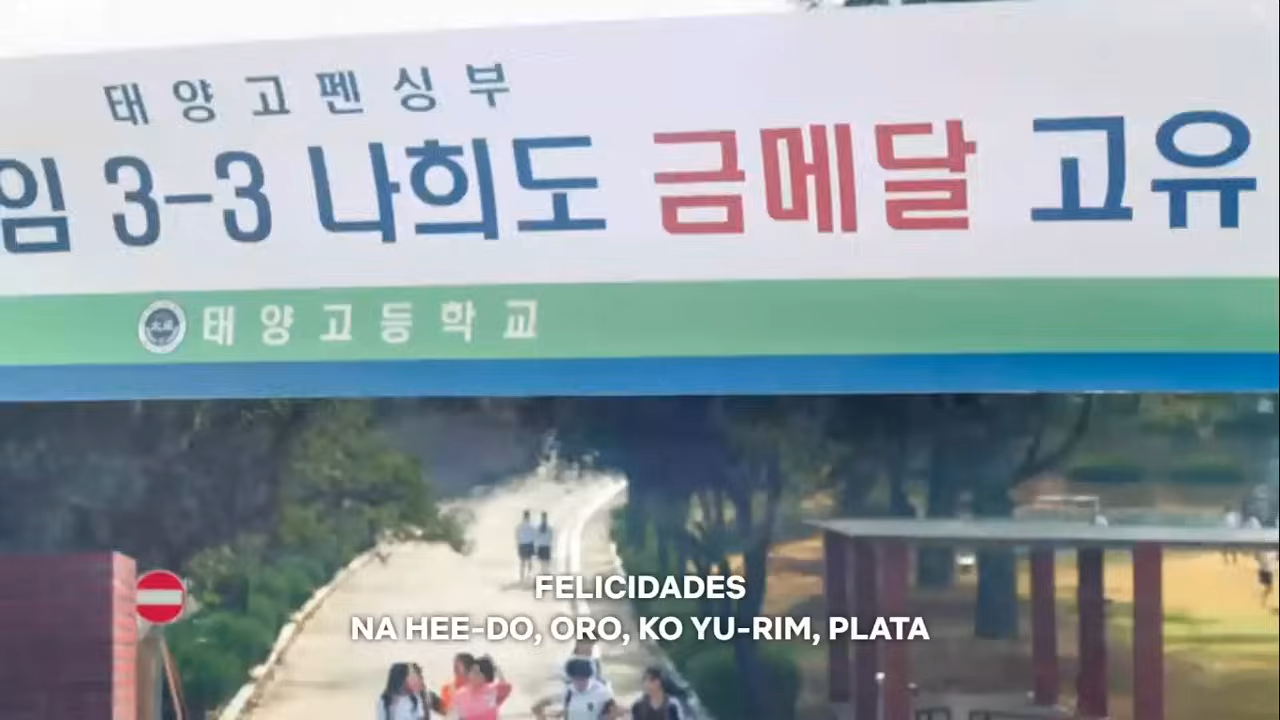 태양고펜싱부
임 3-3 나희도 금메달 고유
태양고등학교
FELICIDADES
NA HEE-DO, ORO, KO YU-RIM, PLATA